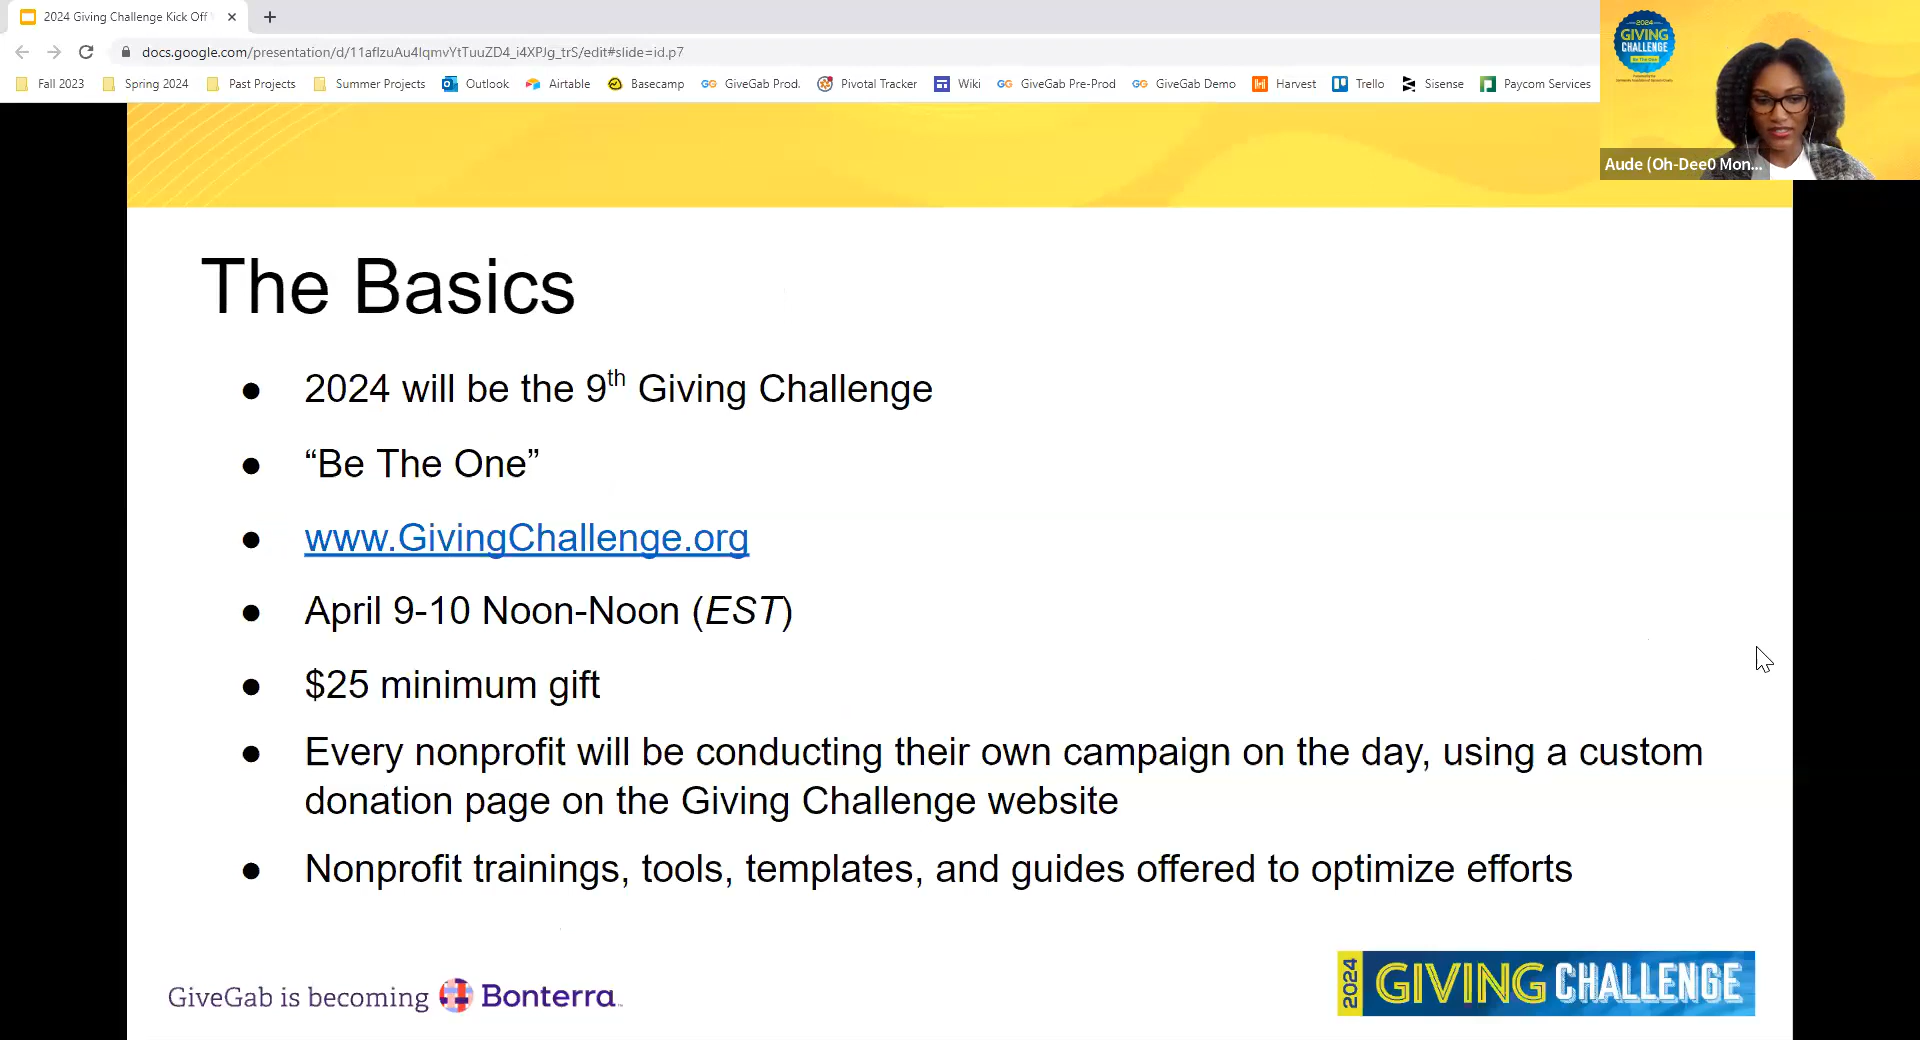 2024 Giving Challenge Kick Off
docs.google.com/presentation/d/11aflzuAu4lqmvYtTuuZD4_i4XPJg_trS/edit#slide=id.p7
Fall 2023 Spring 2024 Past Projects Summer Projects Outlook Airtable Basecamp GiveGab Prod. Pivotal Tracker Wiki GiveGab Pre-Prod GiveGab Demo Harvest Trello Sisense Paycom Services
2024
GIVING
CHALLENGE
Be The One
Aude (Oh-Dee0 Mon...
The Basics
● 2024 will be the 9th Giving Challenge
● “Be The One”
● www.GivingChallenge.org
● April 9-10 Noon-Noon (EST)
● $25 minimum gift
● Every nonprofit will be conducting their own campaign on the day, using a custom
donation page on the Giving Challenge website
● Nonprofit trainings, tools, templates, and guides offered to optimize efforts
GiveGab is becoming Bonterra
2024 GIVING CHALLENGE